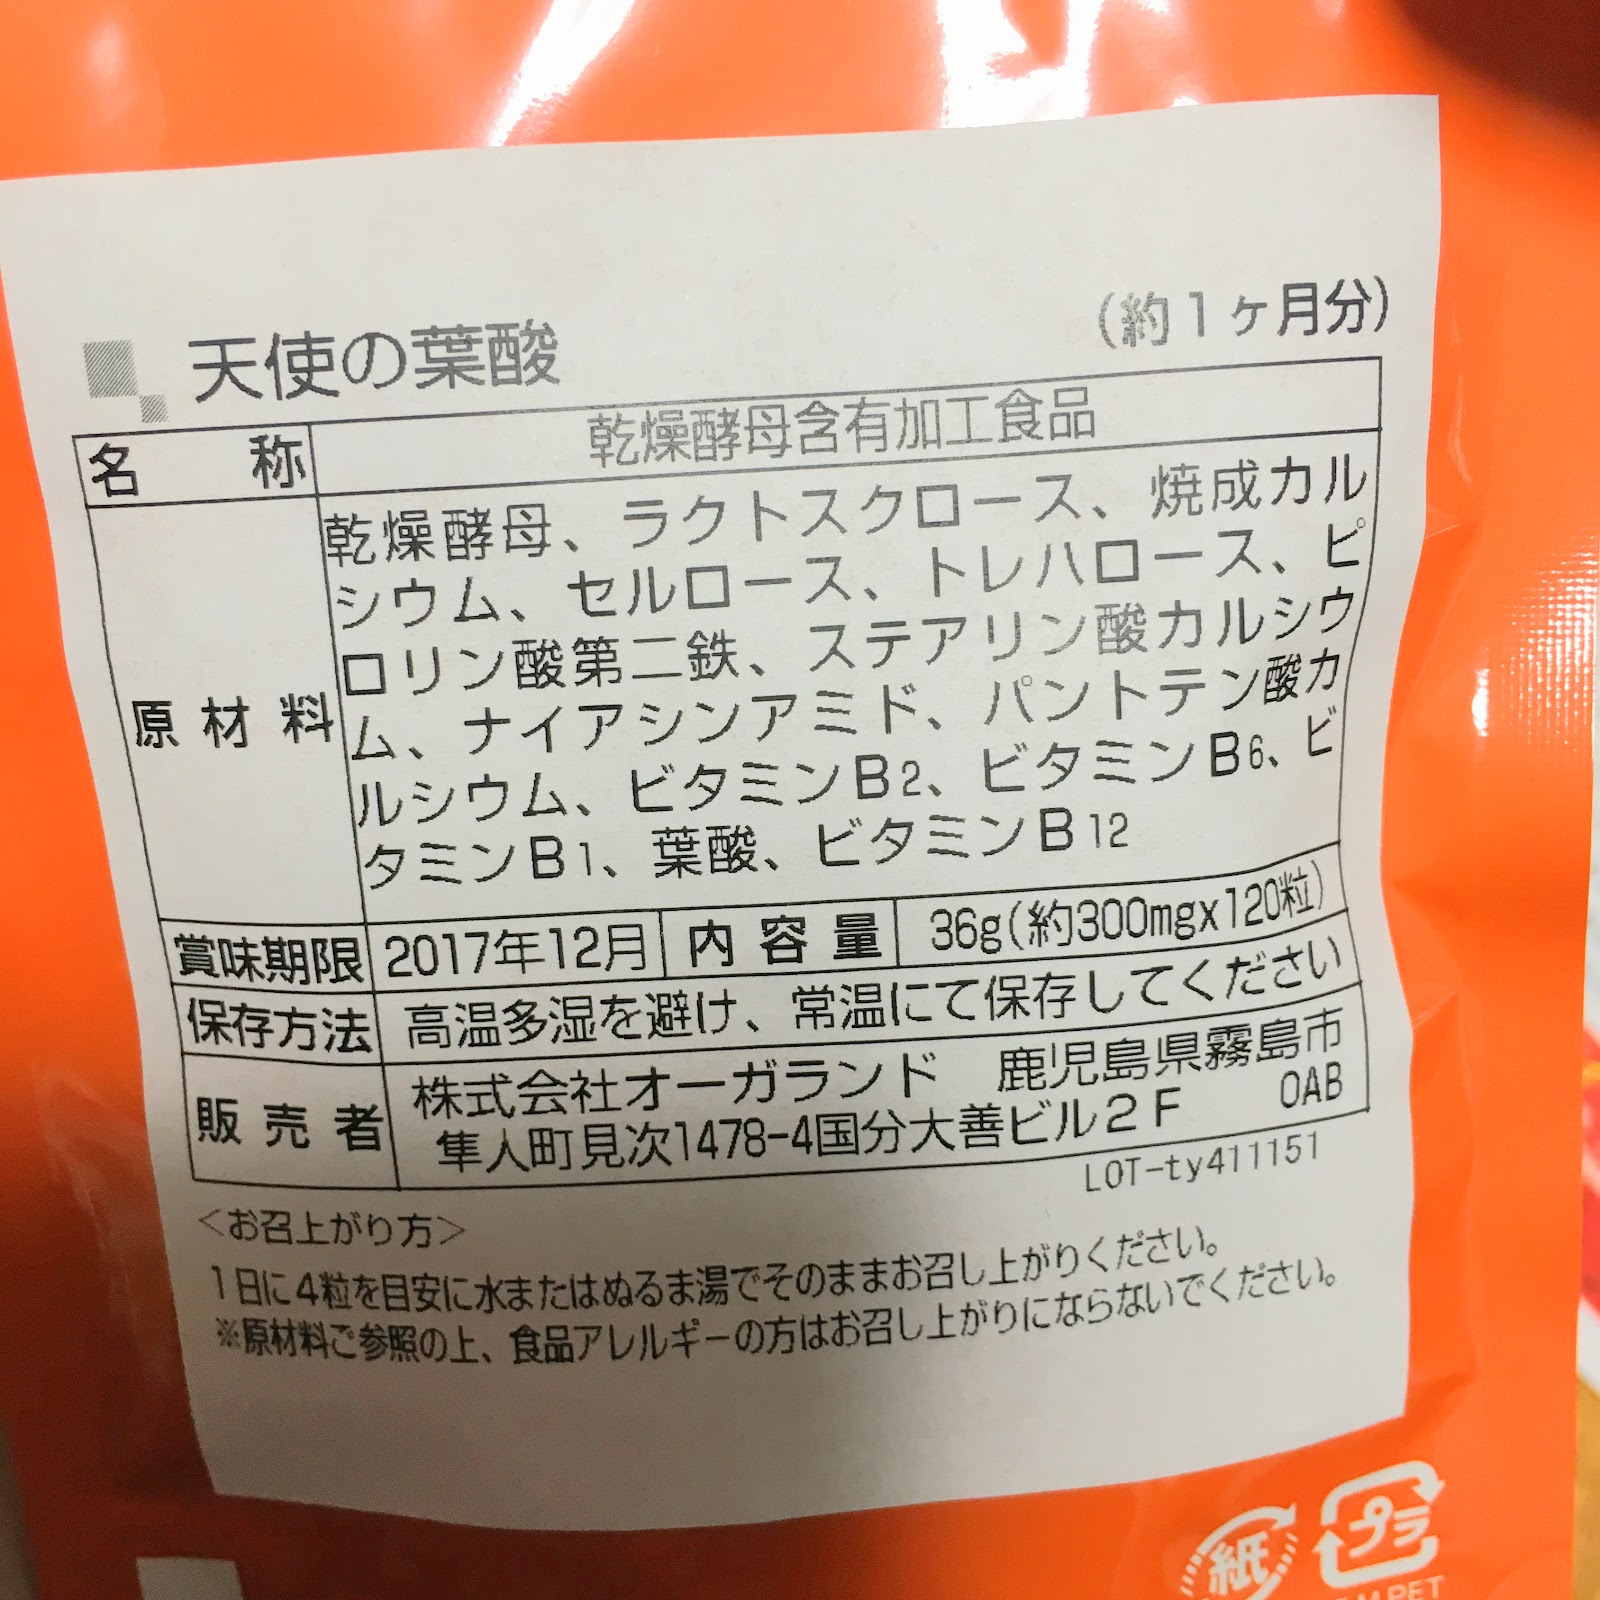 天使の葉酸 (約1ヶ月分)
名称 乾燥酵母含有加工食品
原材料 乾燥酵母、ラクトスクロース、焼成カル
シウム、セルロース、トレハロース、ピ
ロリン酸第二鉄、ステアリン酸カルシウ
ム、ナイアシンアミド、パントテン酸カ
ルシウム、ビタミンB2、ビタミンB6、ビ
タミンB1、葉酸、ビタミンB12
賞味期限 2017年12月 内容量 36g(約300mgx120粒)
保存方法 高温多湿を避け、常温にて保存してください
販売者 株式会社オーガランド 鹿児島県霧島市
隼人町見次1478-4国分大善ビル2F OAB
LOT-ty411151
<お召上がり方>
1日に4粒を目安に水またはぬるま湯でそのままお召し上がりください。
※原材料ご参照の上、食品アレルギーの方はお召し上がりにならないでください。
紙 プラ
PET